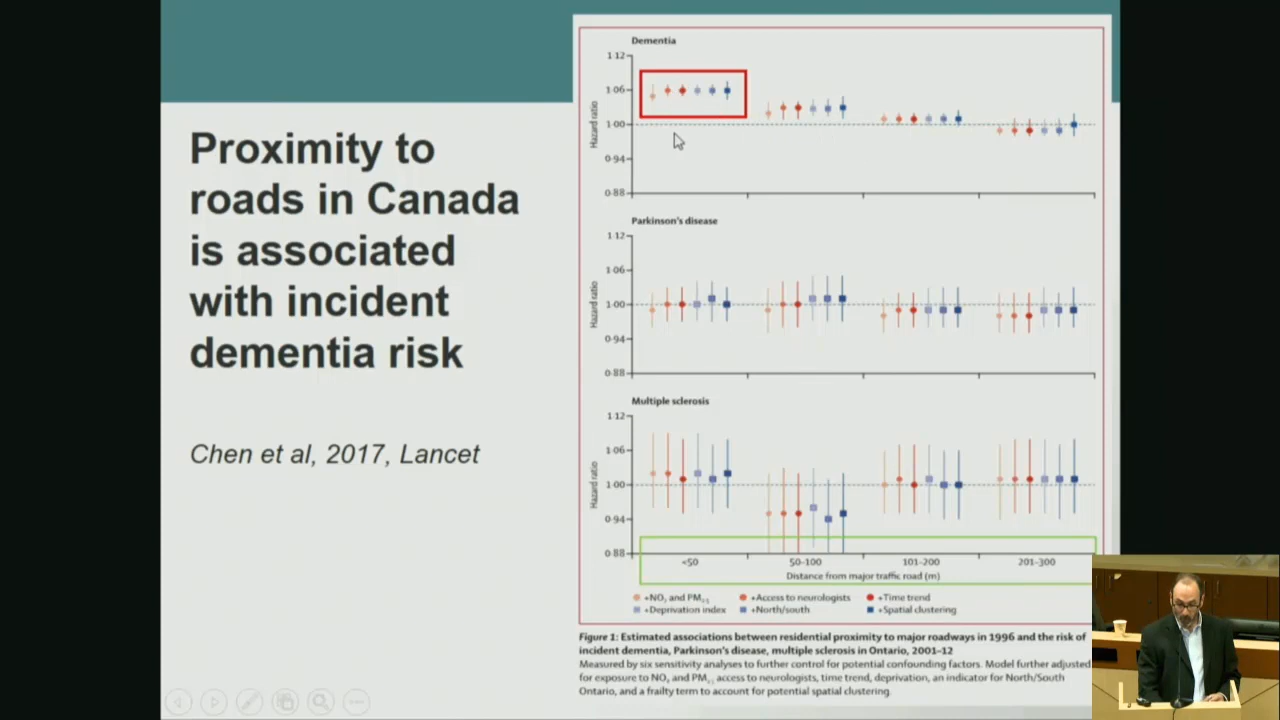 Proximity to
roads in Canada
is associated
with incident
dementia risk
Chen et al, 2017, Lancet
Dementia
Hazard ratio
1·12
1·06
1·00
0·94
0·88
Parkinson's disease
Hazard ratio
1·12
1·06
1·00
0·94
0·88
Multiple sclerosis
Hazard ratio
1·12
1·06
1·00
0·94
0·88
<50 50–100 101–200 201–300
Distance from major traffic road (m)
+NO₂ and PM₂.₅ +Access to neurologists +Time trend
+Deprivation index +North/south +Spatial clustering
Figure 1: Estimated associations between residential proximity to major roadways in 1996 and the risk of
incident dementia, Parkinson's disease, multiple sclerosis in Ontario, 2001–12
Measured by six sensitivity analyses to further control for potential confounding factors. Model further adjusted
for exposure to NO₂ and PM₂.₅ access to neurologists, time trend, deprivation, an indicator for North/South
Ontario, and a frailty term to account for potential spatial clustering.